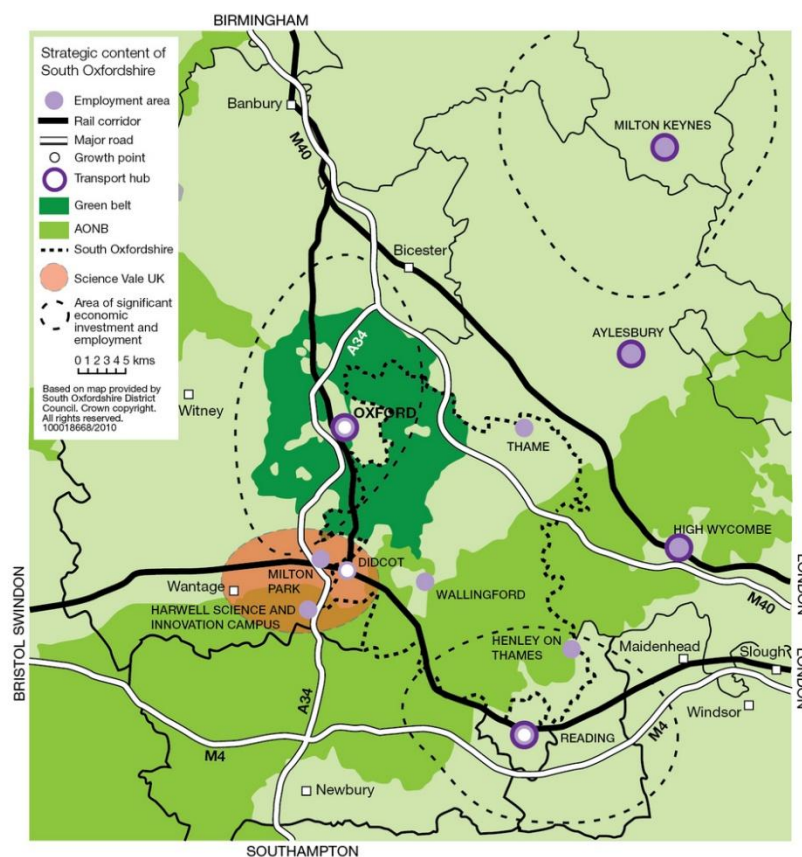 BIRMINGHAM
Strategic content of
South Oxfordshire
Employment area
Rail corridor
Major road
Growth point
Transport hub
Green belt
AONB
South Oxfordshire
Science Vale UK
Area of significant
economic
investment and
employment
0 1 2 3 4 5 kms
Based on map provided by
South Oxfordshire District
Council. Crown copyright.
All rights reserved.
100018668/2010
Banbury
M40
MILTON KEYNES
Bicester
A34
AYLESBURY
Witney
OXFORD
THAME
HIGH WYCOMBE
MILTON
PARK
DIDCOT
Wantage
WALLINGFORD
HARWELL SCIENCE AND
INNOVATION CAMPUS
LONDON
M40
HENLEY ON
THAMES
Maidenhead
Slough
BRISTOL SWINDON
LONDON
A34
M4
READING
M4
Windsor
Newbury
SOUTHAMPTON